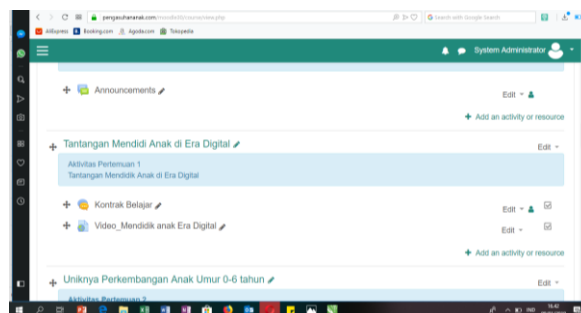 pengasuhananak.com/moodle35/course/view.php
Search with Google Search
AliExpress Booking.com Agoda.com Tokopedia
System Administrator
Announcements
Edit
Add an activity or resource
Tantangan Mendidi Anak di Era Digital
Edit
Aktivitas Pertemuan 1
Tantangan Mendidik Anak di Era Digital
Kontrak Belajar
Edit
Video_Mendidik anak Era Digital
Edit
Add an activity or resource
Uniknya Perkembangan Anak Umur 0-6 tahun
Edit
Aktivitas Pertemuan 2
16.42